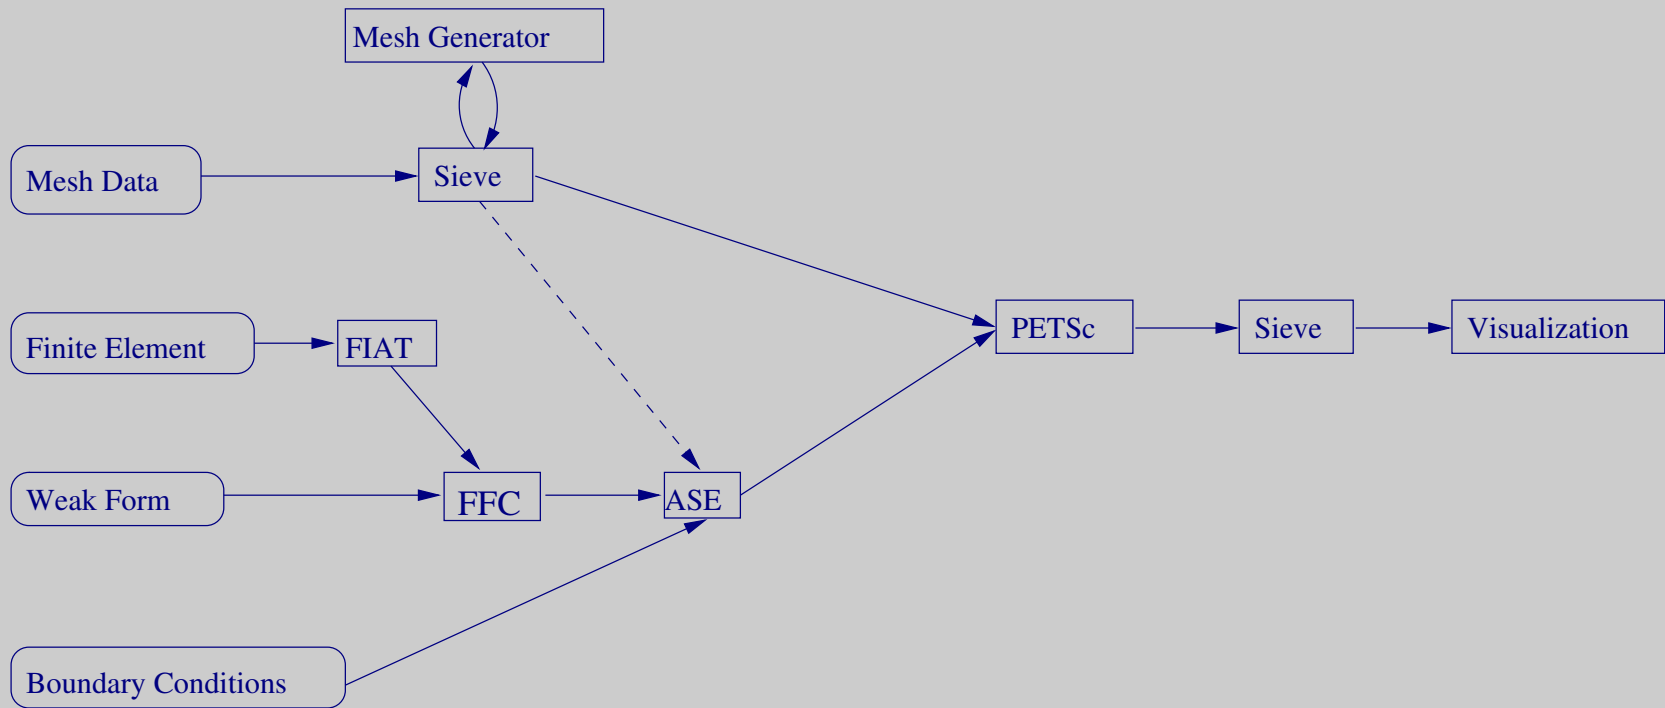 Mesh Generator
Mesh Data
Sieve
Finite Element
FIAT
PETSc
Sieve
Visualization
Weak Form
FFC
ASE
Boundary Conditions